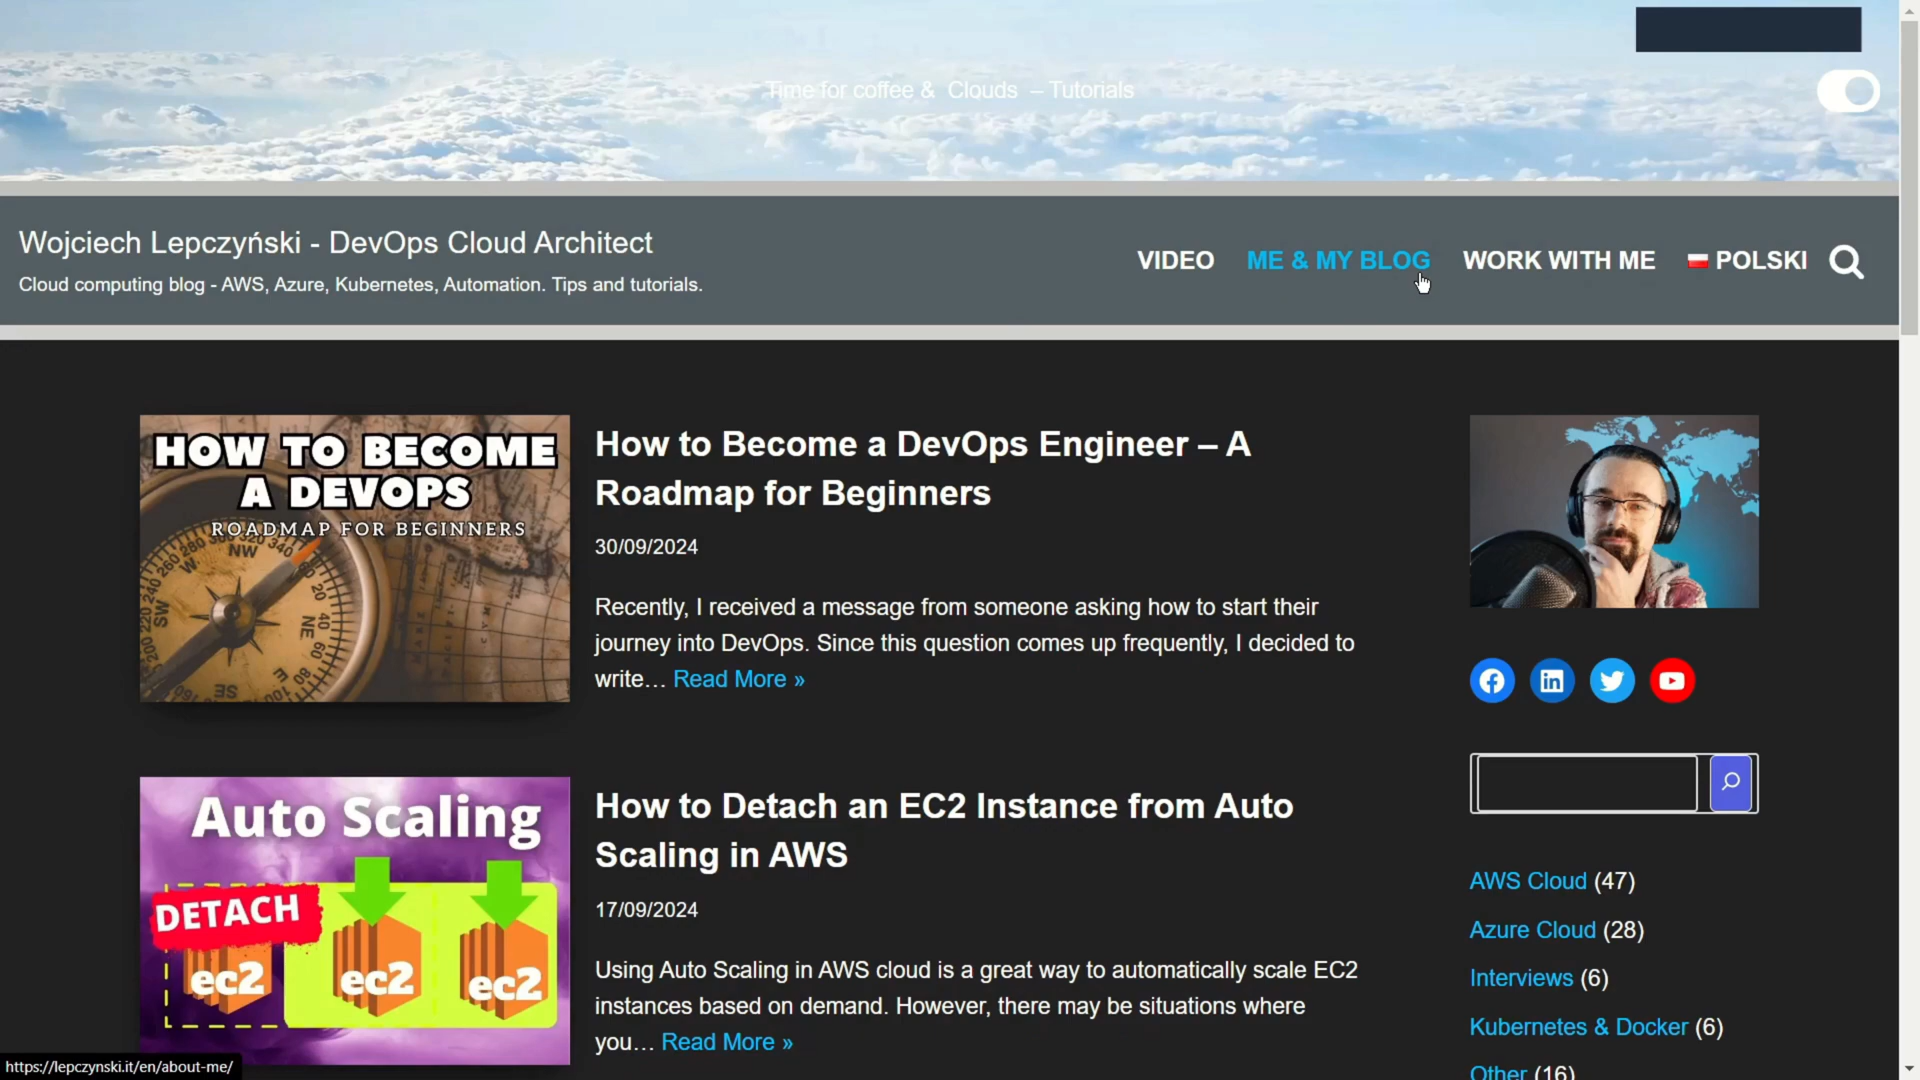 Time for coffee & Clouds – Tutorials
Wojciech Lepczyński - DevOps Cloud Architect
Cloud computing blog - AWS, Azure, Kubernetes, Automation. Tips and tutorials.
VIDEO ME & MY BLOG WORK WITH ME POLSKI
HOW TO BECOME
A DEVOPS
ROADMAP FOR BEGINNERS
How to Become a DevOps Engineer – A
Roadmap for Beginners
30/09/2024
Recently, I received a message from someone asking how to start their
journey into DevOps. Since this question comes up frequently, I decided to
write… Read More »
Auto Scaling
DETACH
ec2 ec2 ec2
How to Detach an EC2 Instance from Auto
Scaling in AWS
17/09/2024
Using Auto Scaling in AWS cloud is a great way to automatically scale EC2
instances based on demand. However, there may be situations where
you… Read More »
AWS Cloud (47)
Azure Cloud (28)
Interviews (6)
Kubernetes & Docker (6)
Other (16)
https://lepczynski.it/en/about-me/